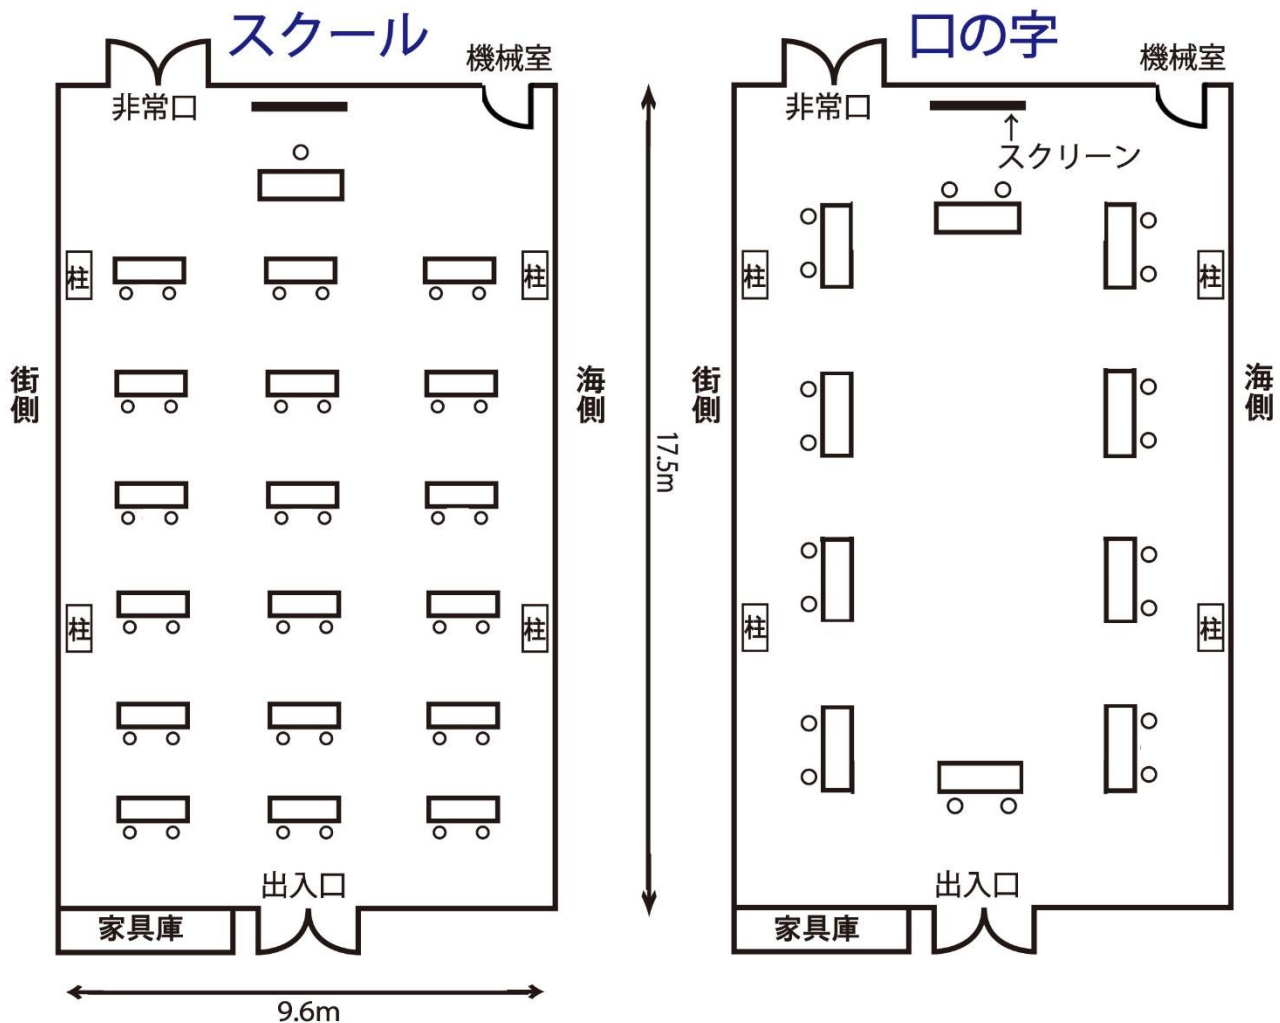 スクール
機械室
非常口
柱
柱
街側
海側
柱
柱
出入口
家具庫
9.6m
17.5m
口の字
機械室
非常口
スクリーン
柱
柱
街側
海側
柱
柱
出入口
家具庫